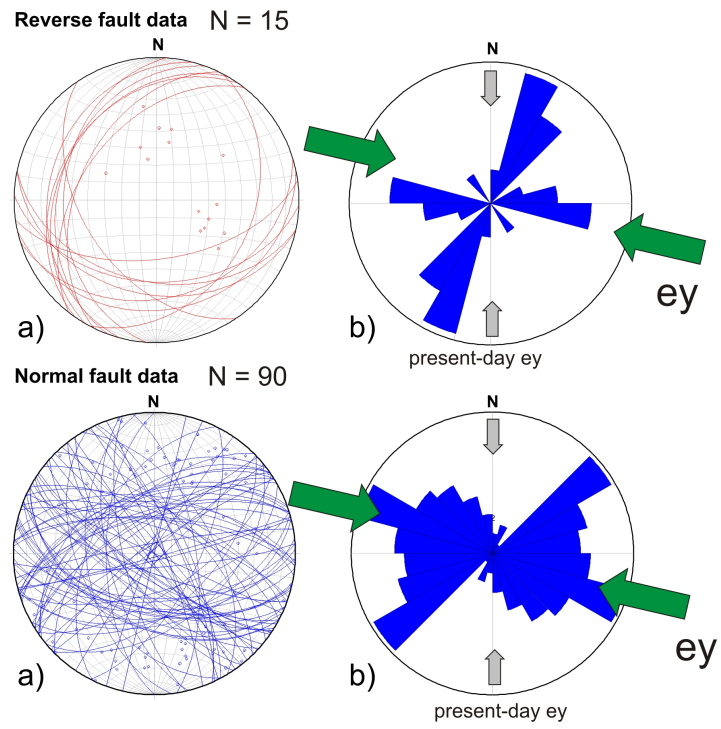 Reverse fault data N = 15
N
N
ey
a)
b)
present-day ey
Normal fault data N = 90
N
N
ey
a)
b)
present-day ey